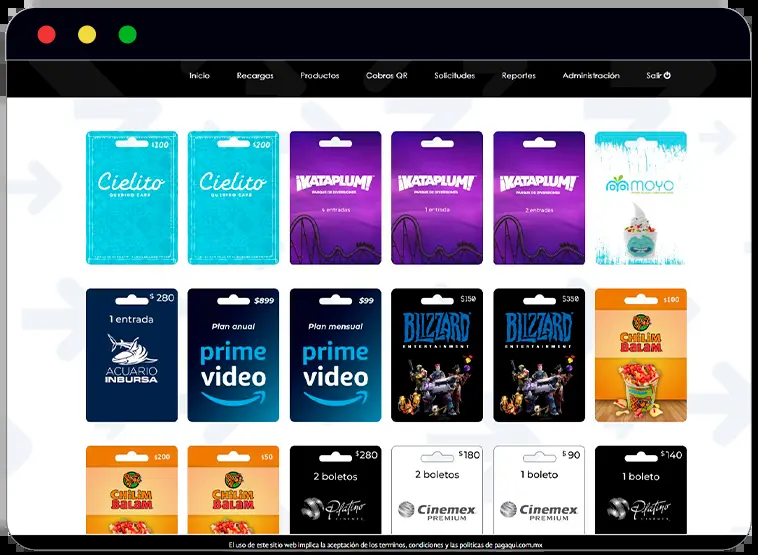 Inicio Recargas Productos Cobros QR Solicitudes Reportes Administración Salir
$100 $200
Cielito Cielito ¡KATAPLUM! ¡KATAPLUM! ¡KATAPLUM! MOYO
QUERIDO CAFÉ QUERIDO CAFÉ PARQUE DE DIVERSIONES PARQUE DE DIVERSIONES PARQUE DE DIVERSIONES
4 entradas 1 entrada 2 entradas
$280 $899 $99 $150 $350 $100
1 entrada Plan anual Plan mensual BLIZZARD BLIZZARD CHILIM
ENTERTAINMENT ENTERTAINMENT BALAM
ACUARIO prime prime
INBURSA video video
$200 $50 $280 $180 $90 $140
2 boletos 2 boletos 1 boleto 1 boleto
CHILIM CHILIM Platino Cinemex Cinemex Platino
BALAM BALAM PREMIUM PREMIUM
El uso de este sitio web implica la aceptación de los terminos, condiciones y las políticas de pagaqui.com.mx